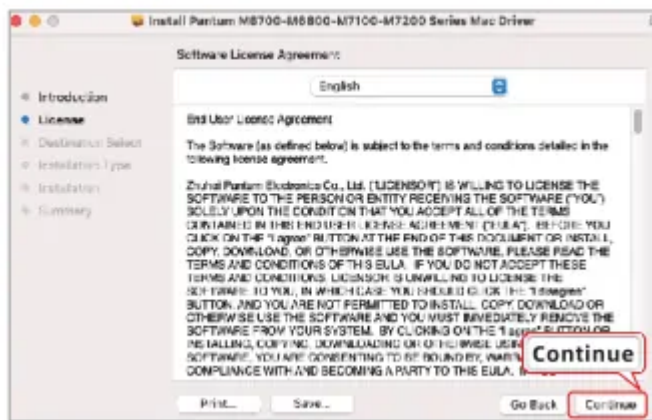 Install Pantum M6700-M6800-M7100-M7200 Series Mac Driver
Software License Agreement
English
Introduction
License
Destination Select
Installation Type
Installation
Summary
End User License Agreement
The Software (as defined below) is subject to the terms and conditions detailed in the
following license agreement.
Zhuhai Pantum Electronics Co., Ltd. ("LICENSOR") IS WILLING TO LICENSE THE
SOFTWARE TO THE PERSON OR ENTITY RECEIVING THE SOFTWARE ("YOU")
SOLELY UPON THE CONDITION THAT YOU ACCEPT ALL OF THE TERMS
CONTAINED IN THIS END USER LICENSE AGREEMENT ("EULA"). BEFORE YOU
CLICK ON THE "I agree" BUTTON AT THE END OF THIS DOCUMENT OR INSTALL,
COPY, DOWNLOAD, OR OTHERWISE USE THE SOFTWARE, PLEASE READ THE
TERMS AND CONDITIONS OF THIS EULA. IF YOU DO NOT ACCEPT THESE
TERMS AND CONDITIONS, LICENSOR IS UNWILLING TO LICENSE THE
SOFTWARE TO YOU, IN WHICH CASE YOU SHOULD CLICK THE "I disagree"
BUTTON, AND YOU ARE NOT PERMITTED TO INSTALL, COPY, DOWNLOAD OR
OTHERWISE USE THE SOFTWARE AND YOU MUST IMMEDIATELY REMOVE THE
SOFTWARE FROM YOUR SYSTEM. BY CLICKING ON THE "I agree" BUTTON OR
INSTALLING, COPYING, DOWNLOADING OR OTHERWISE USING
SOFTWARE, YOU ARE CONSENTING TO BE BOUND BY,
COMPLIANCE WITH AND BECOMING A PARTY TO THIS EULA.
Continue
Print...
Save...
Go Back
Continue